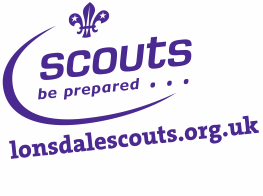 scouts
be prepared . . .
lonsdalescouts.org.uk